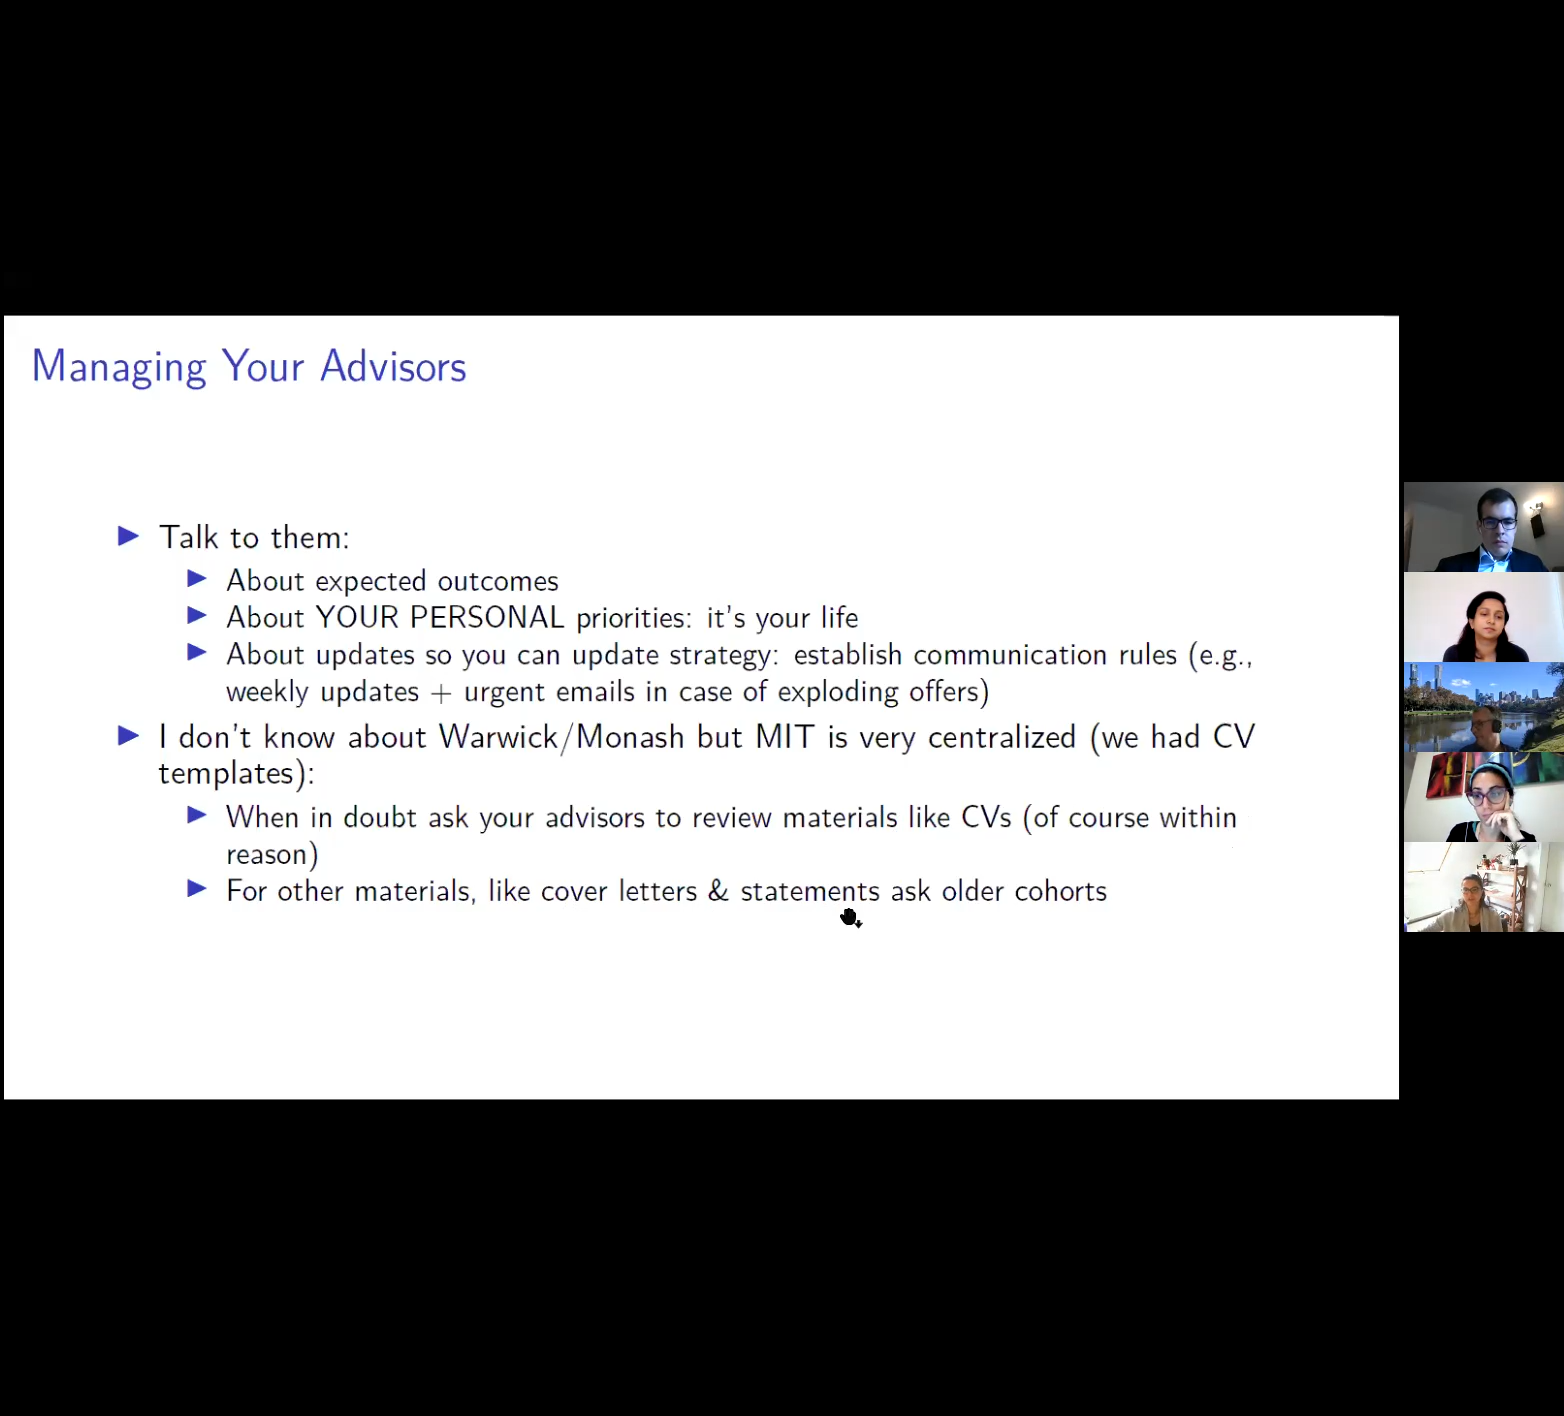 Managing Your Advisors
Talk to them:
About expected outcomes
About YOUR PERSONAL priorities: it's your life
About updates so you can update strategy: establish communication rules (e.g.,
weekly updates + urgent emails in case of exploding offers)
I don't know about Warwick/Monash but MIT is very centralized (we had CV
templates):
When in doubt ask your advisors to review materials like CVs (of course within
reason)
For other materials, like cover letters & statements ask older cohorts